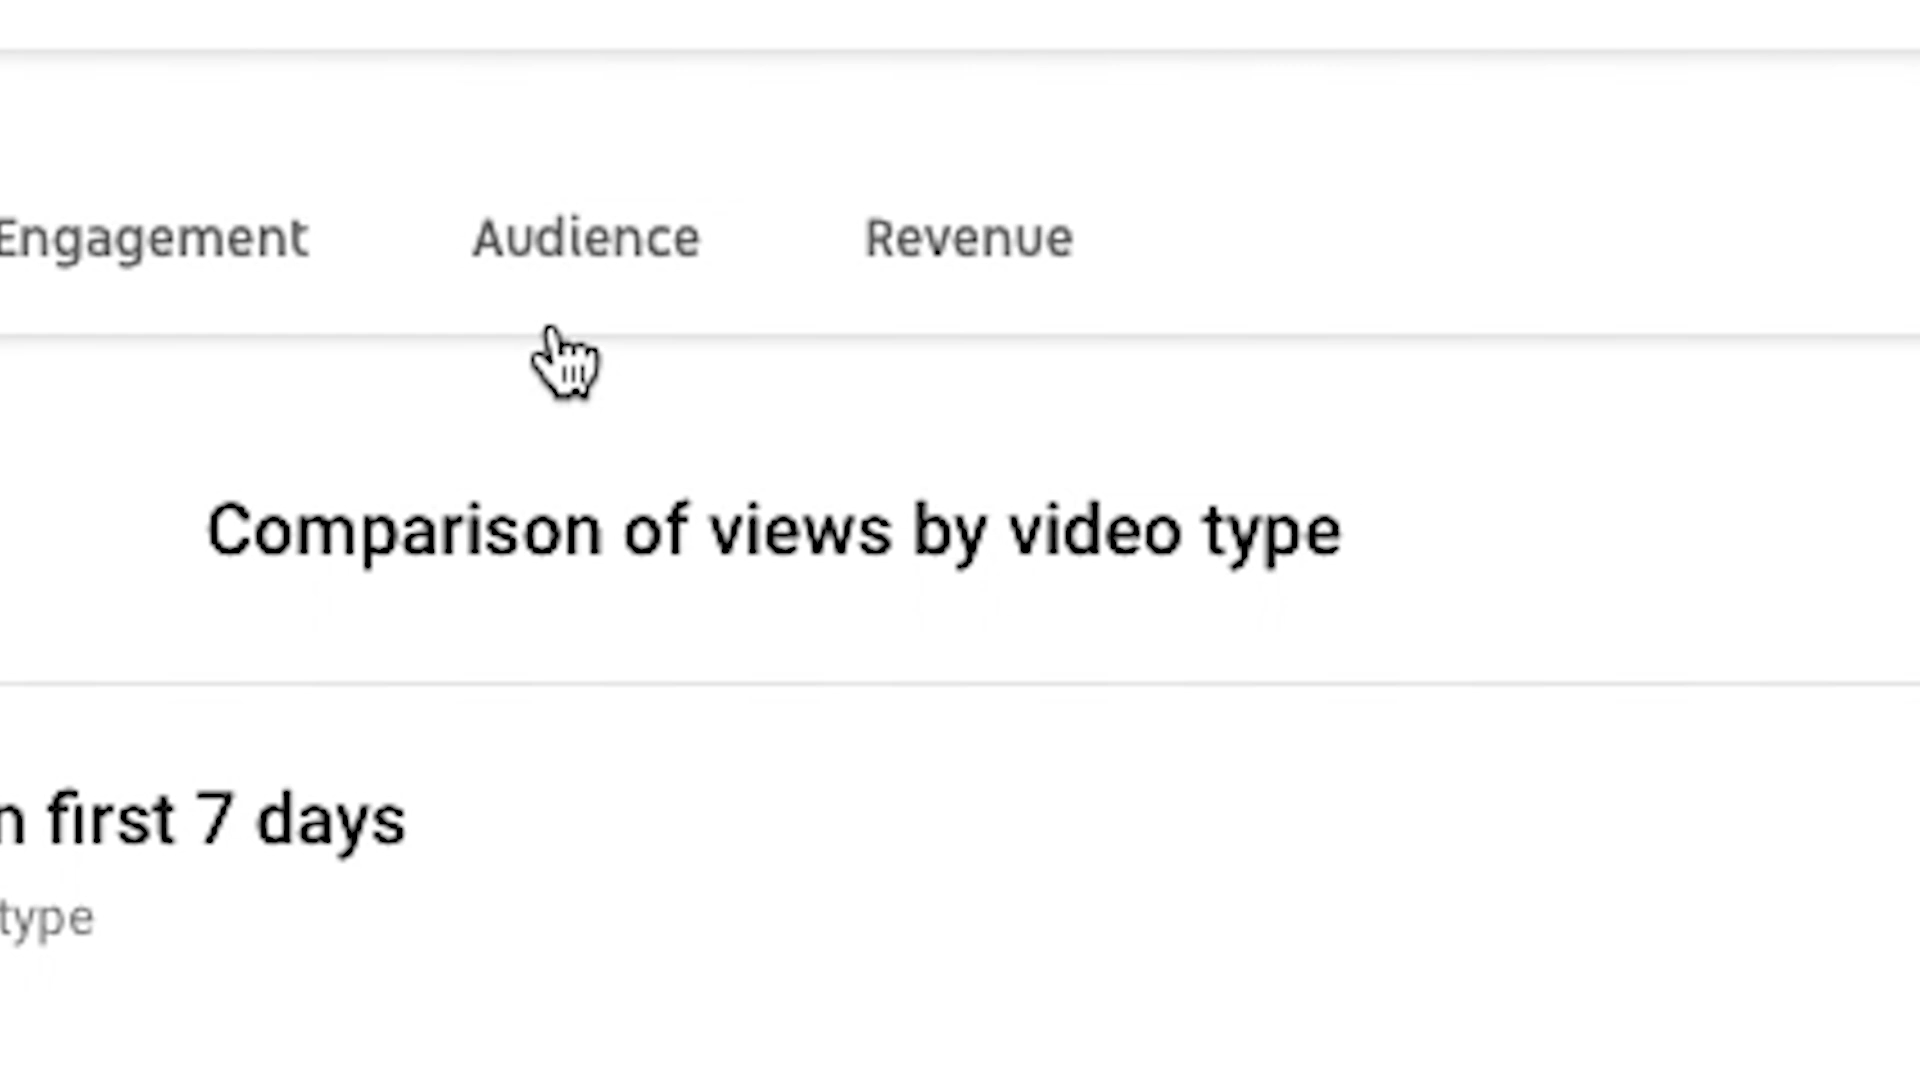 Engagement Audience Revenue
Comparison of views by video type
first 7 days
type